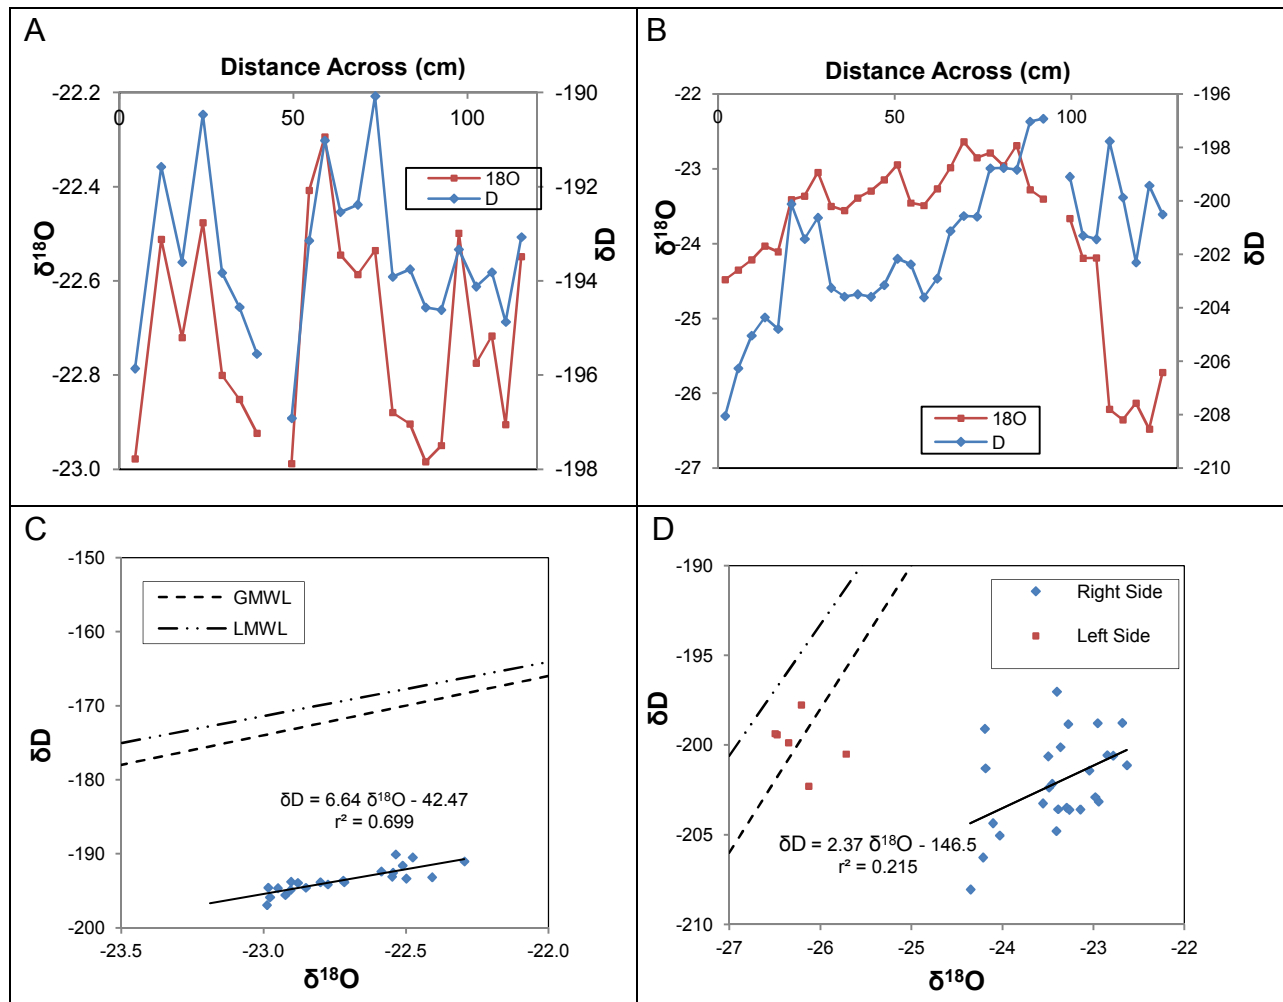 A
Distance Across (cm)
-22.2
-22.4
-22.6
-22.8
-23.0
0
50
100
-190
-192
-194
-196
-198
δ18O
δD
18O
D
B
Distance Across (cm)
-22
-23
-24
-25
-26
-27
0
50
100
-196
-198
-200
-202
-204
-206
-208
-210
δ18O
δD
18O
D
C
-150
-160
-170
-180
-190
-200
δD
GMWL
LMWL
δD = 6.64 δ18O - 42.47
r² = 0.699
-23.5
-23.0
-22.5
-22.0
δ18O
D
-190
-195
-200
-205
-210
δD
Right Side
Left Side
δD = 2.37 δ18O - 146.5
r² = 0.215
-27
-26
-25
-24
-23
-22
δ18O